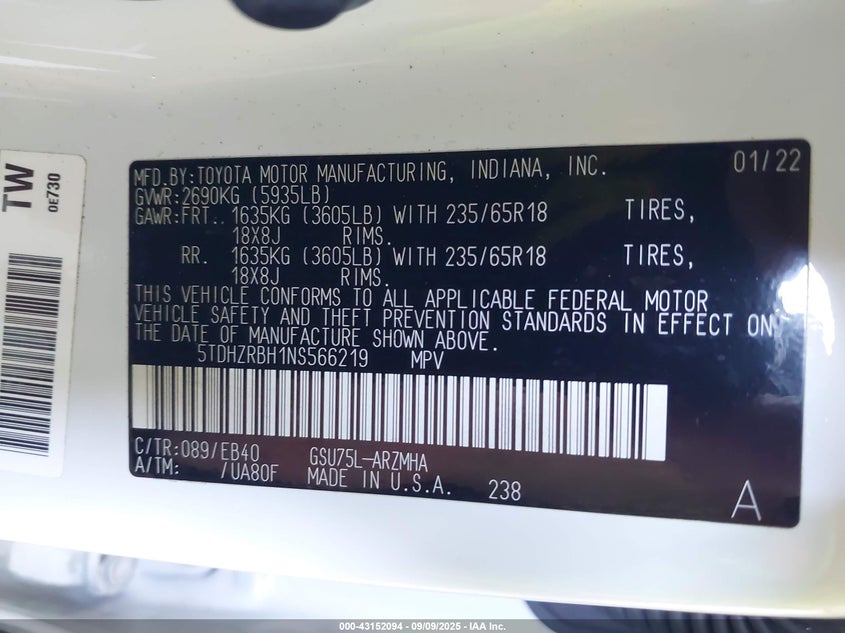 MFD.BY:TOYOTA MOTOR MANUFACTURING, INDIANA, INC. 01/22
GVWR:2690KG (5935LB)
GAWR:FRT.. 1635KG (3605LB) WITH 235/65R18 TIRES,
18X8J RIMS.
RR. 1635KG (3605LB) WITH 235/65R18 TIRES,
18X8J RIMS.
THIS VEHICLE CONFORMS TO ALL APPLICABLE FEDERAL MOTOR
VEHICLE SAFETY AND THEFT PREVENTION STANDARDS IN EFFECT ON
THE DATE OF MANUFACTURE SHOWN ABOVE.
5TDHZRBH1NS566219 MPV
C/TR:089/EB40 GSU75L-ARZMHA
A/TM: /UA80F MADE IN U.S.A. 238
A
TW
0E730
000-43152094 - 09/09/2025 - IAA Inc.